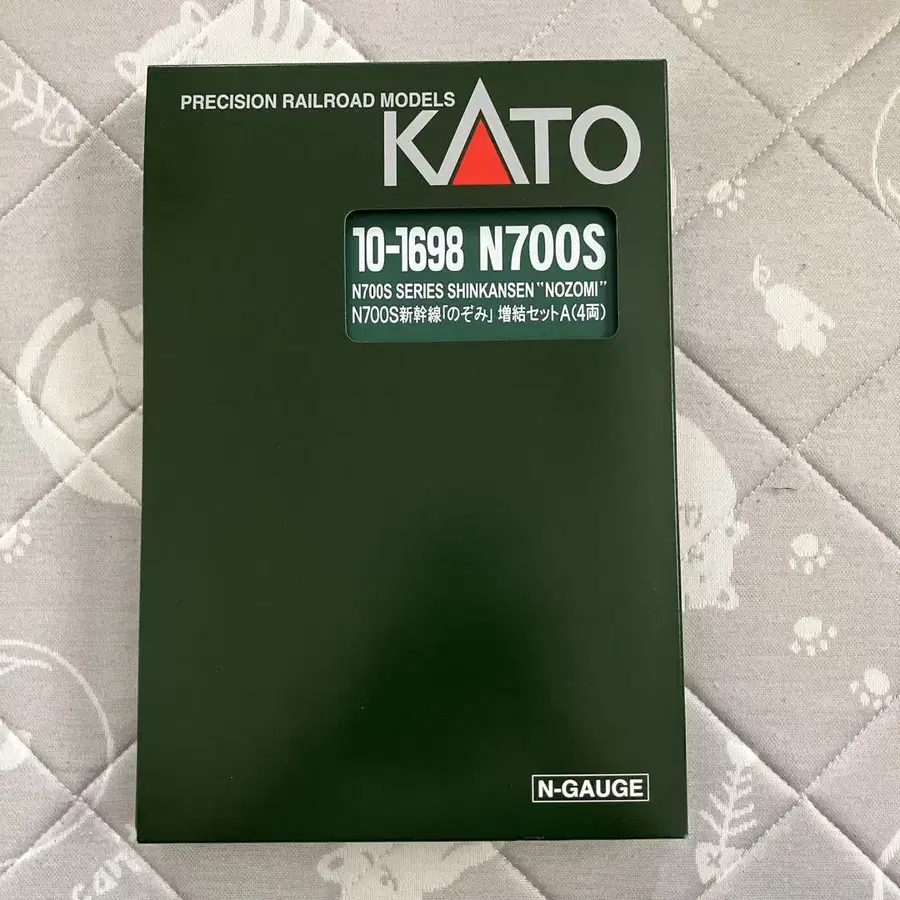 PRECISION RAILROAD MODELS
KATO
10-1698 N700S
N700S SERIES SHINKANSEN "NOZOMI"
N700S新幹線「のぞみ」増結セットA(4両)
N-GAUGE